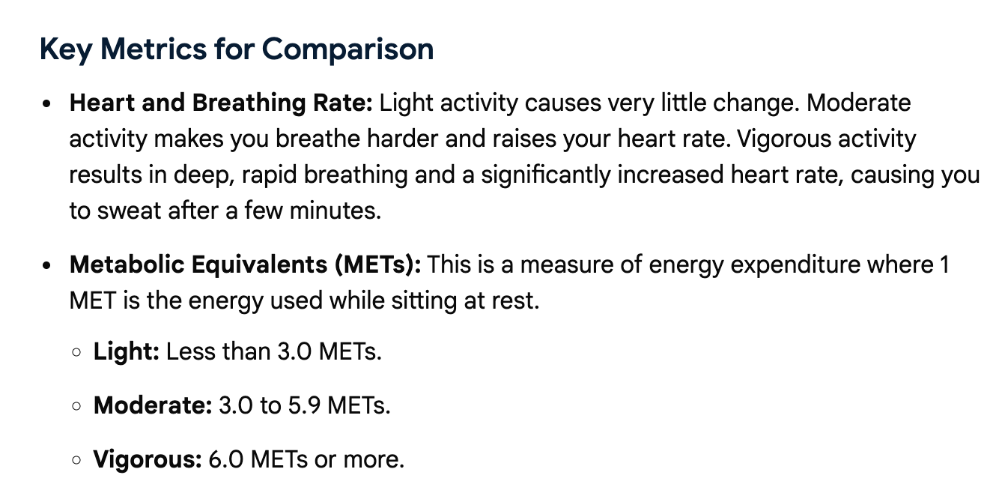 Key Metrics for Comparison
• Heart and Breathing Rate: Light activity causes very little change. Moderate
activity makes you breathe harder and raises your heart rate. Vigorous activity
results in deep, rapid breathing and a significantly increased heart rate, causing you
to sweat after a few minutes.
• Metabolic Equivalents (METs): This is a measure of energy expenditure where 1
MET is the energy used while sitting at rest.
◦ Light: Less than 3.0 METs.
◦ Moderate: 3.0 to 5.9 METs.
◦ Vigorous: 6.0 METs or more.